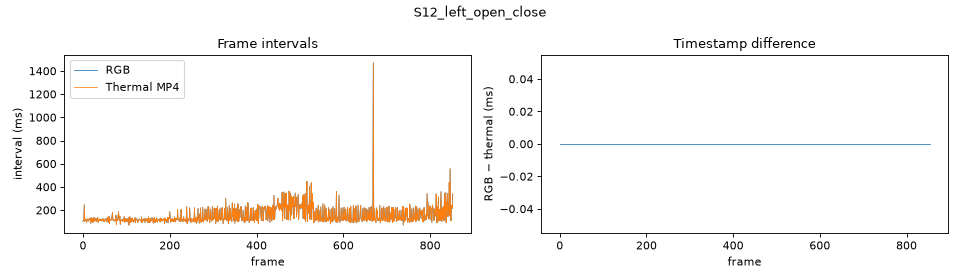 S12_left_open_close
Frame intervals
RGB
Thermal MP4
interval (ms)
1400
1200
1000
800
600
400
200
0 200 400 600 800
frame
Timestamp difference
RGB − thermal (ms)
0.04
0.02
0.00
−0.02
−0.04
0 200 400 600 800
frame